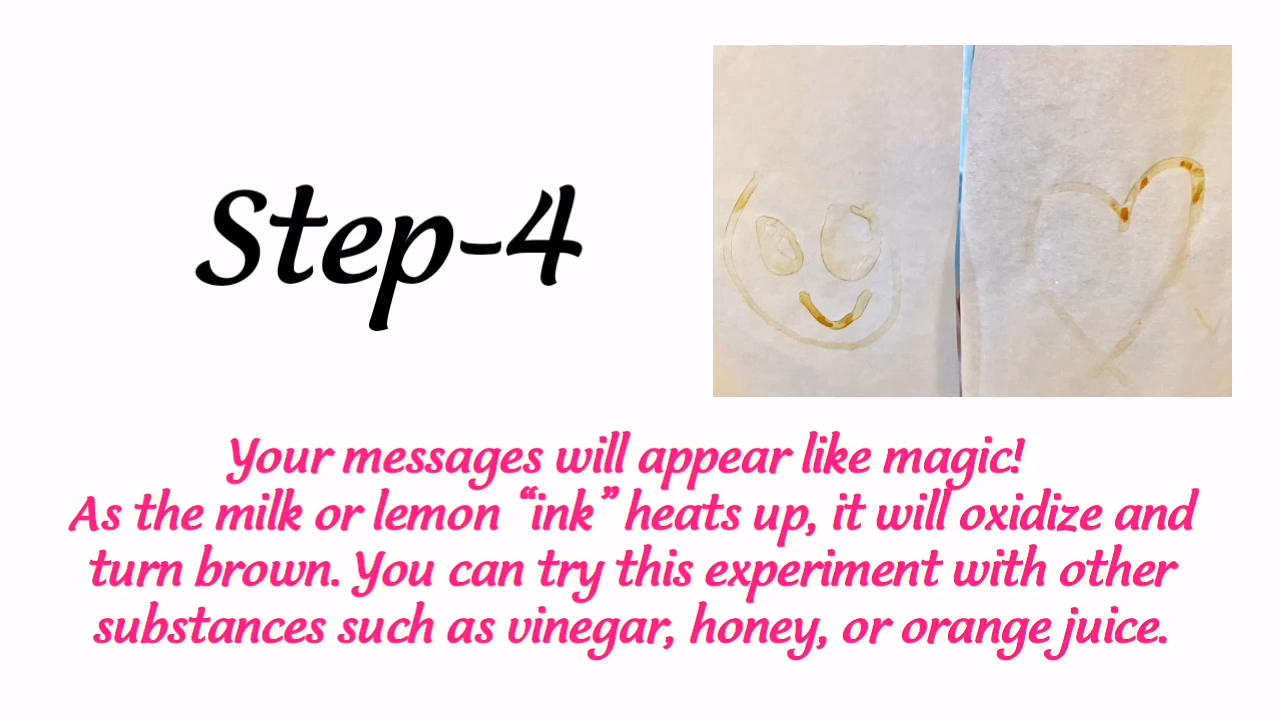 Step-4
Your messages will appear like magic!
As the milk or lemon “ink” heats up, it will oxidize and
turn brown. You can try this experiment with other
substances such as vinegar, honey, or orange juice.